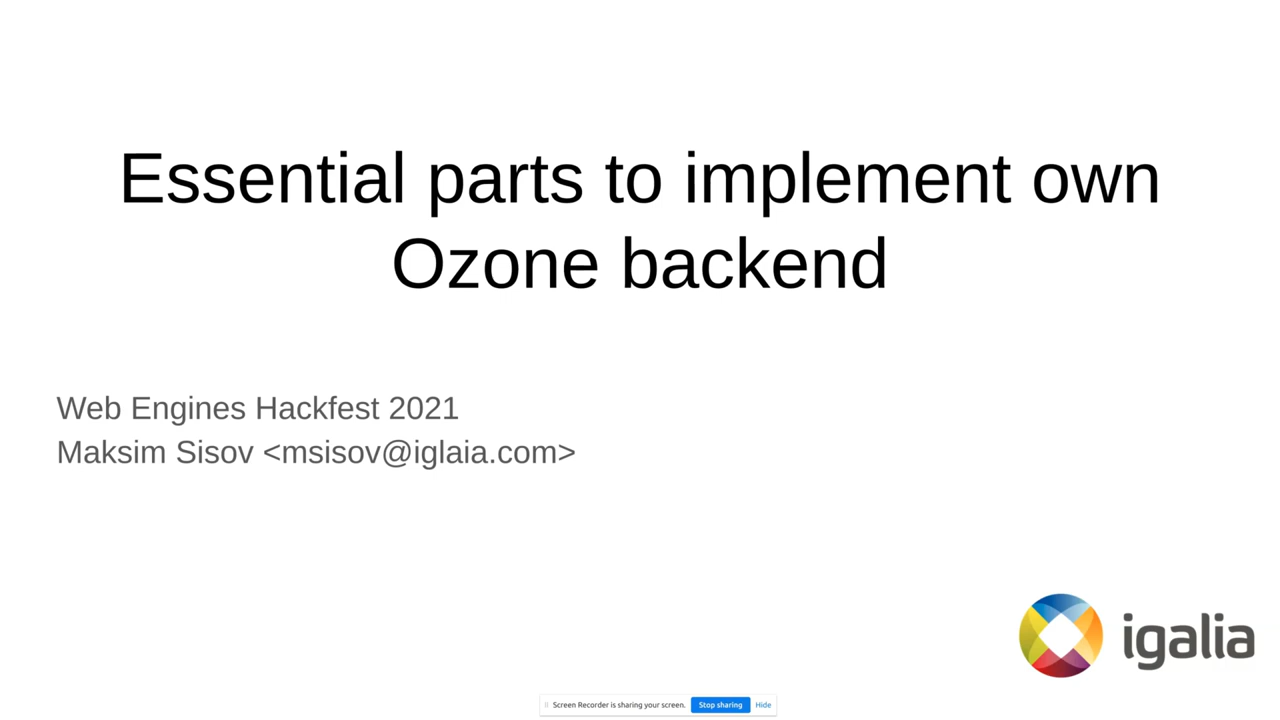 Essential parts to implement own
Ozone backend
Web Engines Hackfest 2021
Maksim Sisov <msisov@iglaia.com>
igalia
Screen Recorder is sharing your screen. Stop sharing Hide